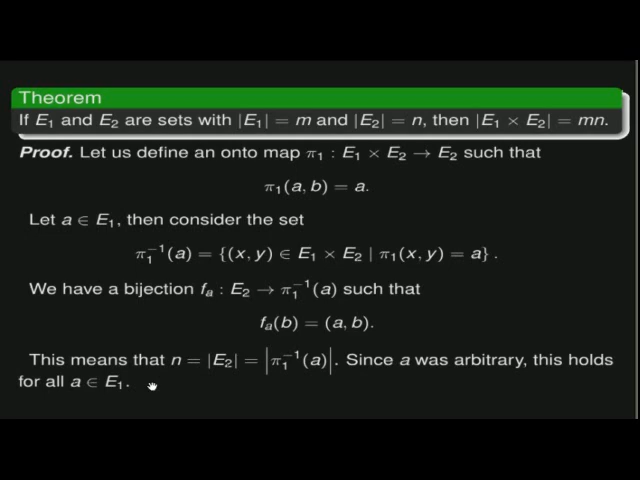 Theorem
If E₁ and E₂ are sets with |E₁| = m and |E₂| = n, then |E₁ × E₂| = mn.
Proof. Let us define an onto map π₁ : E₁ × E₂ → E₂ such that
π₁(a, b) = a.
Let a ∈ E₁, then consider the set
π₁⁻¹(a) = {(x, y) ∈ E₁ × E₂ | π₁(x, y) = a} .
We have a bijection fₐ : E₂ → π₁⁻¹(a) such that
fₐ(b) = (a, b).
This means that n = |E₂| = |π₁⁻¹(a)|. Since a was arbitrary, this holds
for all a ∈ E₁.